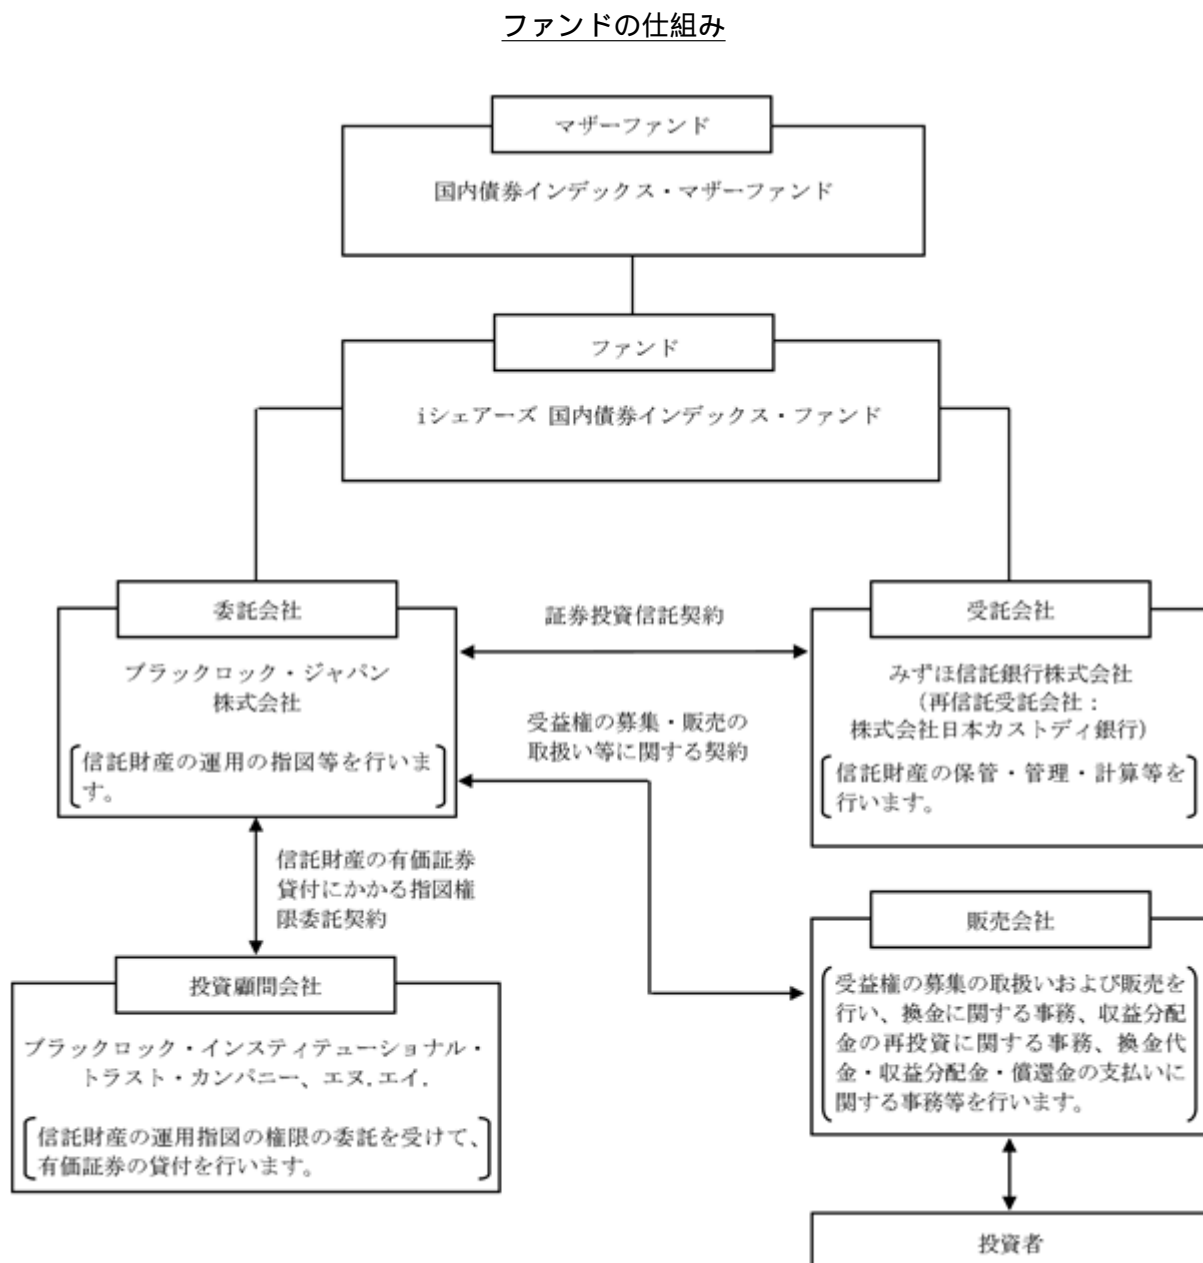 ファンドの仕組み
マザーファンド
国内債券インデックス・マザーファンド
ファンド
iシェアーズ 国内債券インデックス・ファンド
委託会社
ブラックロック・ジャパン
株式会社
信託財産の運用の指図等を行いま
す。
証券投資信託契約
受益権の募集・販売の
取扱い等に関する契約
受託会社
みずほ信託銀行株式会社
(再信託受託会社:
株式会社日本カストディ銀行)
信託財産の保管・管理・計算等を
行います。
信託財産の有価証券
貸付にかかる指図権
限委託契約
投資顧問会社
ブラックロック・インスティテューショナル・
トラスト・カンパニー、エヌ.エイ.
信託財産の運用指図の権限の委託を受けて、
有価証券の貸付を行います。
販売会社
受益権の募集の取扱いおよび販売を
行い、換金に関する事務、収益分配
金の再投資に関する事務、換金代
金・収益分配金・償還金の支払いに
関する事務等を行います。
投資者